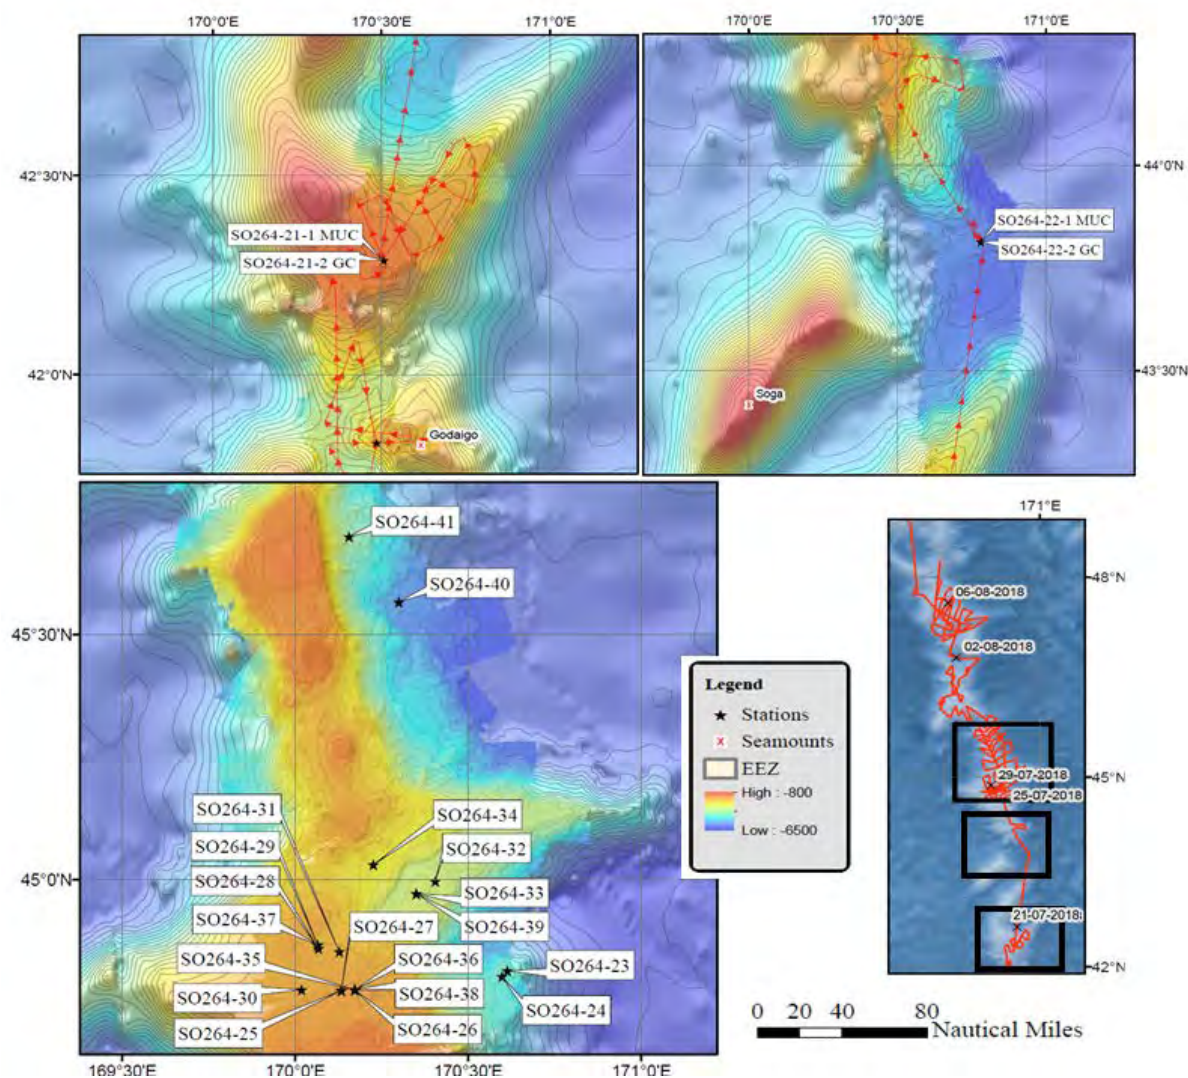 170°0'E 170°30'E 171°0'E
42°30'N
42°0'N
SO264-21-1 MUC
SO264-21-2 GC
Godaigo
170°0'E 170°30'E 171°0'E
44°0'N
43°30'N
SO264-22-1 MUC
SO264-22-2 GC
Soga
SO264-41
SO264-40
45°30'N
45°0'N
SO264-31
SO264-29
SO264-28
SO264-37
SO264-35
SO264-30
SO264-25
SO264-34
SO264-32
SO264-33
SO264-39
SO264-27
SO264-36
SO264-38
SO264-26
SO264-23
SO264-24
169°30'E 170°0'E 170°30'E 171°0'E
Legend
Stations
Seamounts
EEZ
High : -800
Low : -6500
171°E
48°N
45°N
42°N
06-08-2018
02-08-2018
29-07-2018
25-07-2018
21-07-2018
0 20 40 80
Nautical Miles